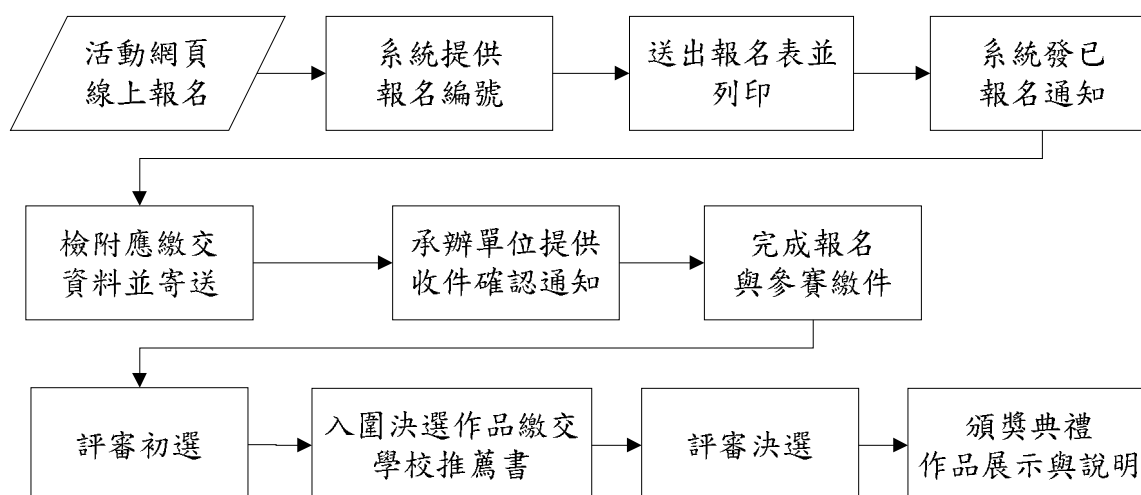 活動網頁
線上報名
系統提供
報名編號
送出報名表並
列印
系統發已
報名通知
檢附應繳交
資料並寄送
承辦單位提供
收件確認通知
完成報名
與參賽繳件
評審初選
入圍決選作品繳交
學校推薦書
評審決選
頒獎典禮
作品展示與說明